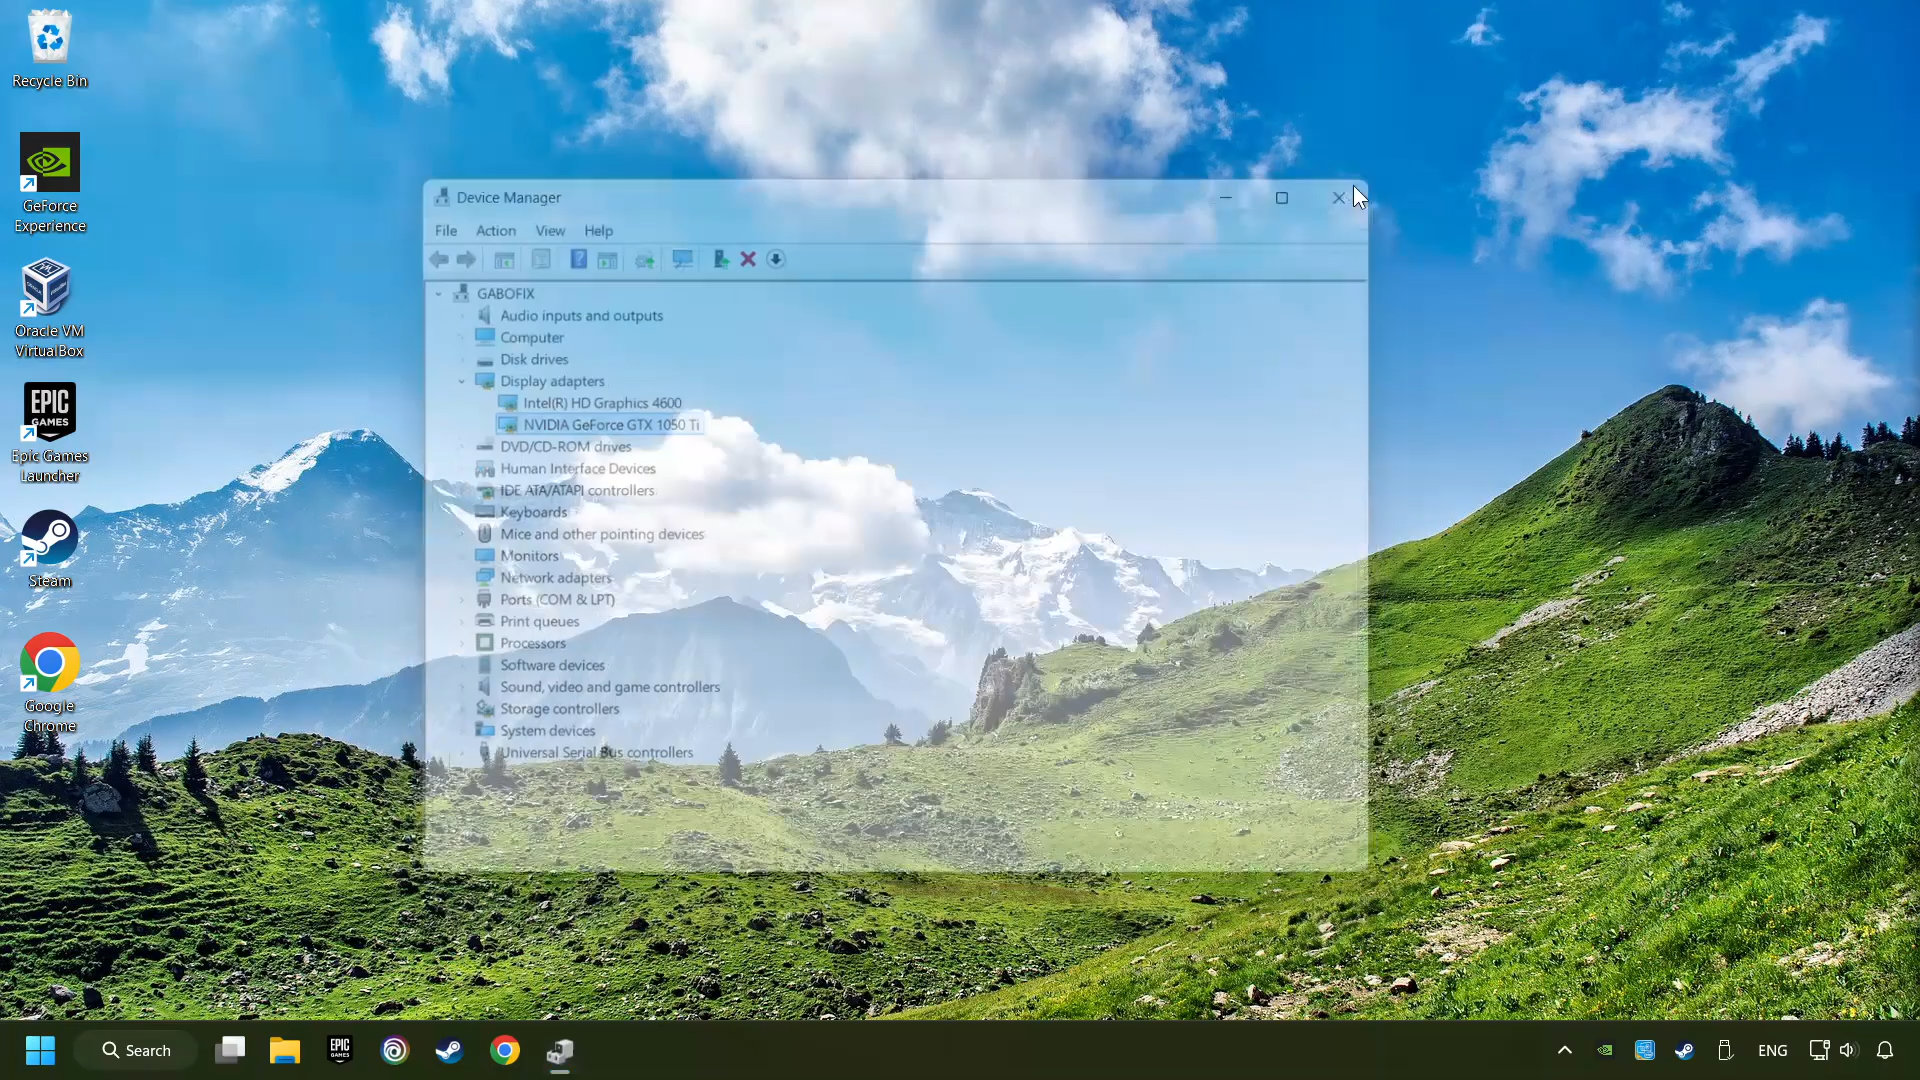 Recycle Bin
GeForce
Experience
Oracle VM
VirtualBox
EPIC
GAMES
Epic Games
Launcher
Steam
Google
Chrome
Device Manager
File Action View Help
GABOFIX
Audio inputs and outputs
Computer
Disk drives
Display adapters
Intel(R) HD Graphics 4600
NVIDIA GeForce GTX 1050 Ti
DVD/CD-ROM drives
Human Interface Devices
IDE ATA/ATAPI controllers
Keyboards
Mice and other pointing devices
Monitors
Network adapters
Ports (COM & LPT)
Print queues
Processors
Software devices
Sound, video and game controllers
Storage controllers
System devices
Universal Serial Bus controllers
Search
EPIC
GAMES
ENG